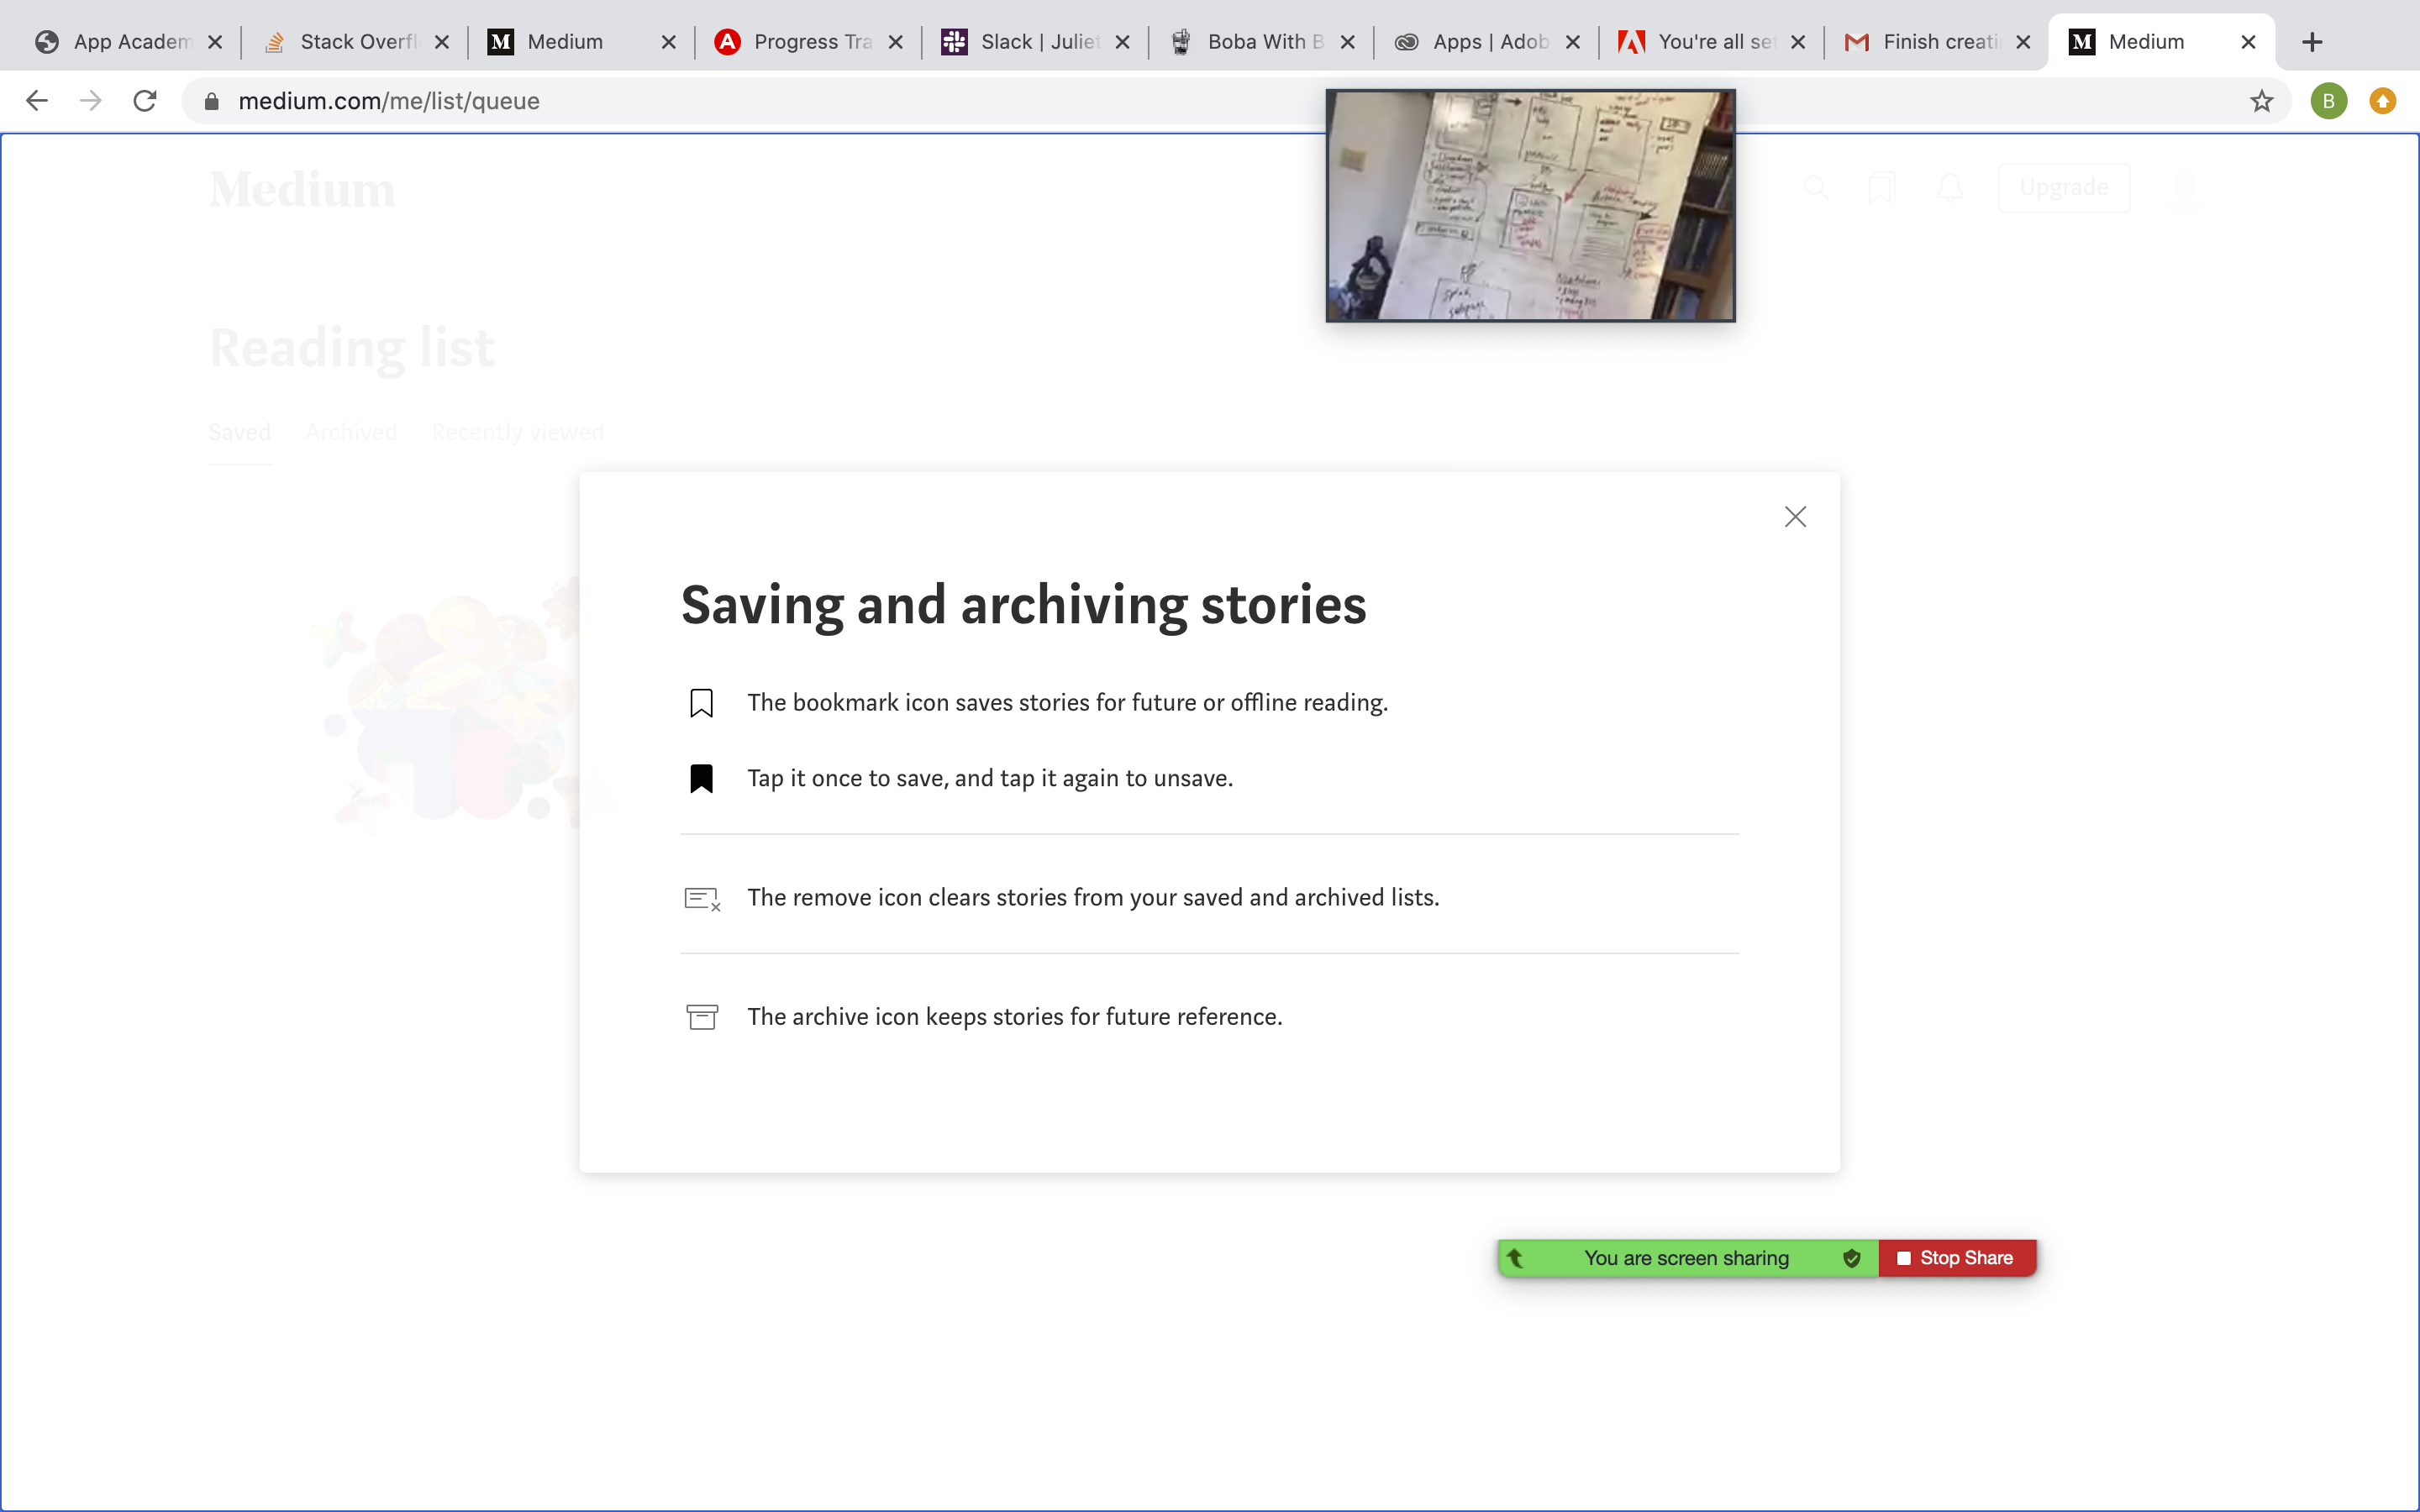 App Academ
Stack Overfl
Medium
Progress Tra
Slack | Juliet
Boba With B
Apps | Adob
You're all set
Finish creati
Medium
medium.com/me/list/queue
B
Medium
Upgrade
Reading list
Saved Archived Recently viewed
Saving and archiving stories
The bookmark icon saves stories for future or offline reading.
Tap it once to save, and tap it again to unsave.
The remove icon clears stories from your saved and archived lists.
The archive icon keeps stories for future reference.
You are screen sharing
Stop Share